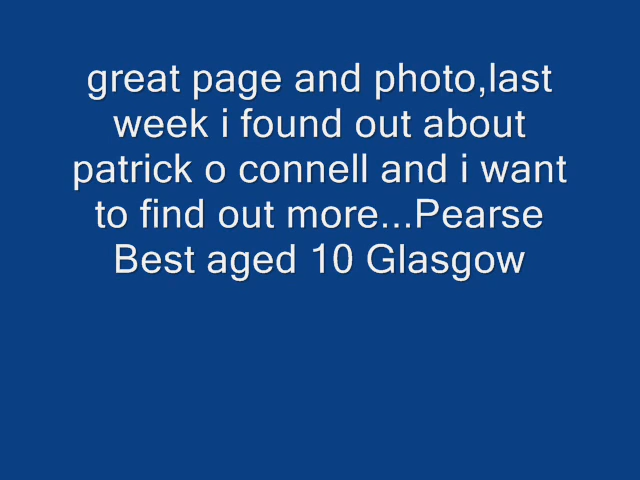 great page and photo,last
week i found out about
patrick o connell and i want
to find out more...Pearse
Best aged 10 Glasgow